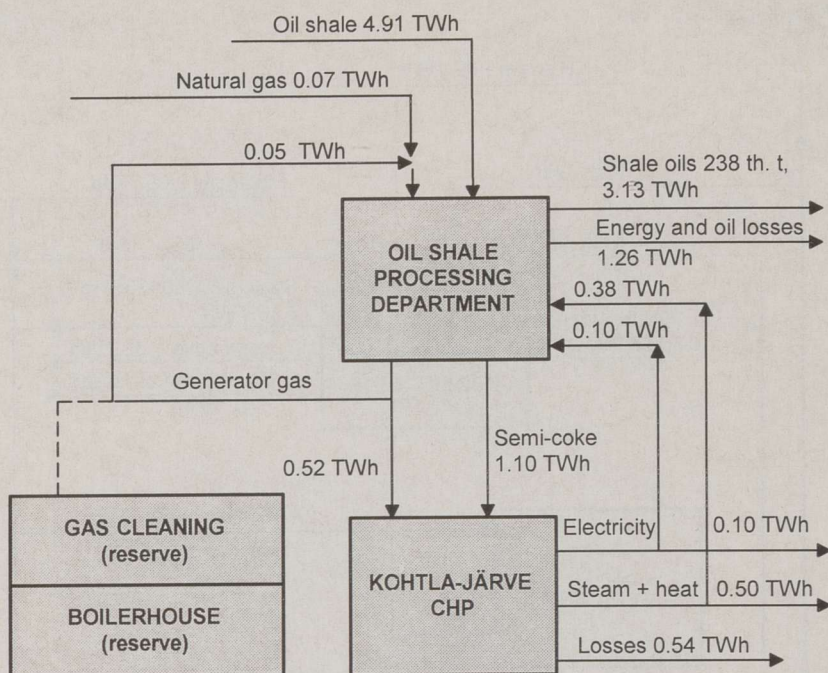 Oil shale 4.91 TWh
Natural gas 0.07 TWh
0.05 TWh
Shale oils 238 th. t,
3.13 TWh
Energy and oil losses
1.26 TWh
OIL SHALE
PROCESSING
DEPARTMENT
0.38 TWh
0.10 TWh
Generator gas
Semi-coke
1.10 TWh
0.52 TWh
GAS CLEANING
(reserve)
BOILERHOUSE
(reserve)
KOHTLA-JÄRVE
CHP
Electricity
0.10 TWh
Steam + heat
0.50 TWh
Losses 0.54 TWh